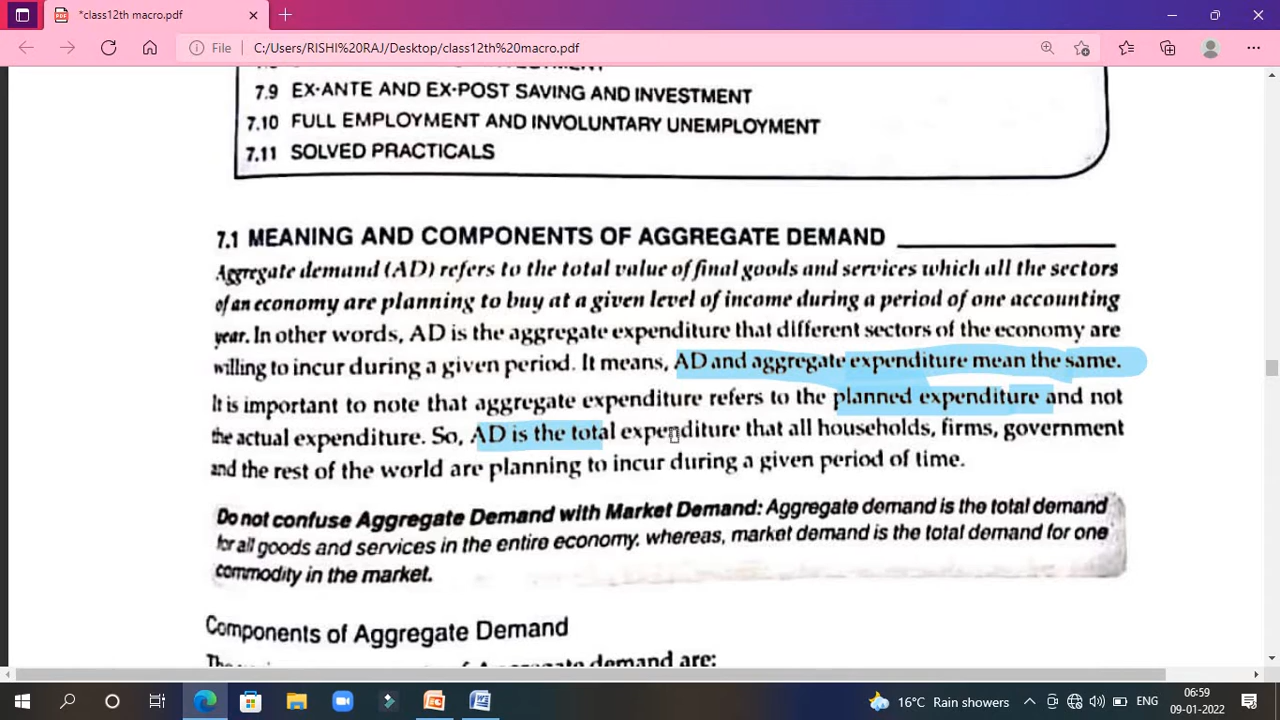 *class12th macro.pdf
File C:/Users/RISHI%20RAJ/Desktop/class12th%20macro.pdf
7.9 EX-ANTE AND EX-POST SAVING AND INVESTMENT
7.10 FULL EMPLOYMENT AND INVOLUNTARY UNEMPLOYMENT
7.11 SOLVED PRACTICALS
7.1 MEANING AND COMPONENTS OF AGGREGATE DEMAND
Aggregate demand (AD) refers to the total value of final goods and services which all the sectors
of an economy are planning to buy at a given level of income during a period of one accounting
year. In other words, AD is the aggregate expenditure that different sectors of the economy are
willing to incur during a given period. It means, AD and aggregate expenditure mean the same.
It is important to note that aggregate expenditure refers to the planned expenditure and not
the actual expenditure. So, AD is the total expenditure that all households, firms, government
and the rest of the world are planning to incur during a given period of time.
Do not confuse Aggregate Demand with Market Demand: Aggregate demand is the total demand
for all goods and services in the entire economy. whereas, market demand is the total demand for one
commodity in the market.
Components of Aggregate Demand
demand are:
16°C Rain showers
ENG
06:59
09-01-2022